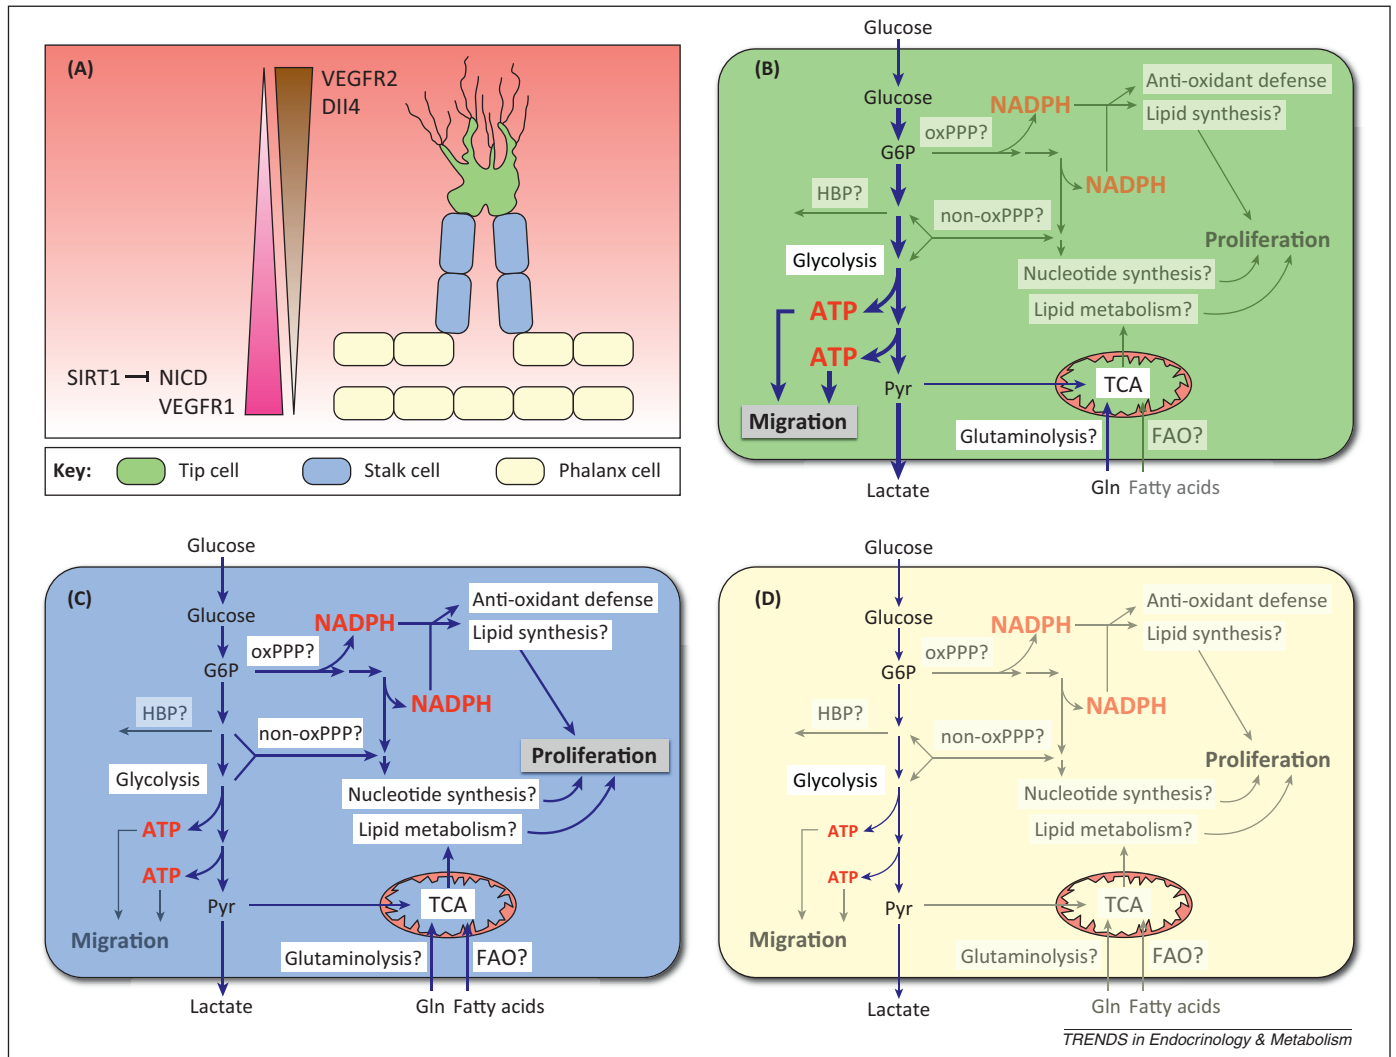 (A)
VEGFR2
Dll4
SIRT1 NICD
VEGFR1
Key: Tip cell Stalk cell Phalanx cell
Glucose
(B)
Glucose
G6P
oxPPP?
NADPH
Anti-oxidant defense
Lipid synthesis?
NADPH
HBP?
non-oxPPP?
Proliferation
Glycolysis
Nucleotide synthesis?
Lipid metabolism?
ATP
ATP
Pyr
TCA
Migration
Glutaminolysis?
FAO?
Lactate
Gln Fatty acids
Glucose
(C)
Glucose
G6P
oxPPP?
NADPH
Anti-oxidant defense
Lipid synthesis?
NADPH
HBP?
non-oxPPP?
Proliferation
Glycolysis
Nucleotide synthesis?
Lipid metabolism?
ATP
ATP
Pyr
TCA
Migration
Glutaminolysis?
FAO?
Lactate
Gln Fatty acids
Glucose
(D)
Glucose
G6P
oxPPP?
NADPH
Anti-oxidant defense
Lipid synthesis?
NADPH
HBP?
non-oxPPP?
Proliferation
Glycolysis
Nucleotide synthesis?
Lipid metabolism?
ATP
ATP
Pyr
TCA
Migration
Glutaminolysis?
FAO?
Lactate
Gln Fatty acids
TRENDS in Endocrinology & Metabolism